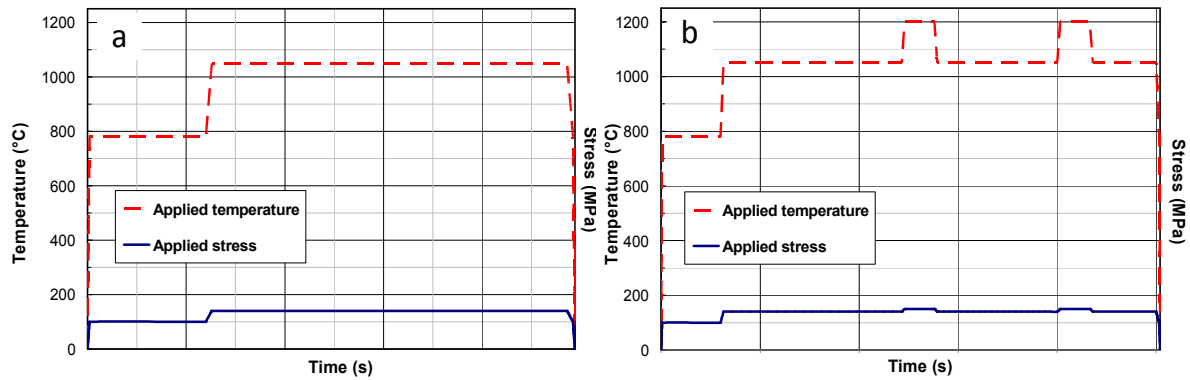 a
1200
1000
800
600
400
200
0
Temperature (°C)
Applied temperature
Applied stress
Time (s)
Stress (MPa)
b
1200
1000
800
600
400
200
0
Temperature (°C)
Applied temperature
Applied stress
Time (s)
Stress (MPa)